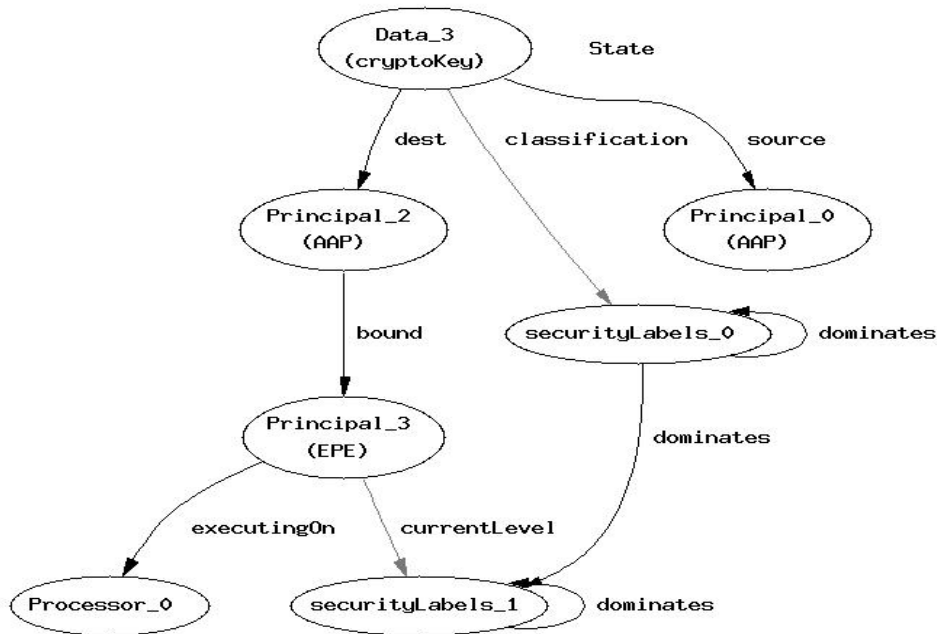 Data_3
(cryptoKey)
State
dest
classification
source
Principal_2
(AAP)
Principal_0
(AAP)
bound
securityLabels_0
dominates
Principal_3
(EPE)
dominates
executingOn
currentLevel
Processor_0
securityLabels_1
dominates